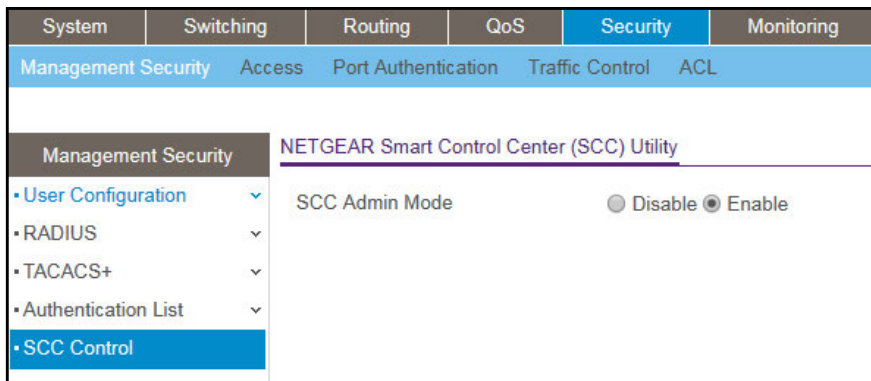 System Switching Routing QoS Security Monitoring
Management Security Access Port Authentication Traffic Control ACL
Management Security
User Configuration
RADIUS
TACACS+
Authentication List
SCC Control
NETGEAR Smart Control Center (SCC) Utility
SCC Admin Mode Disable Enable